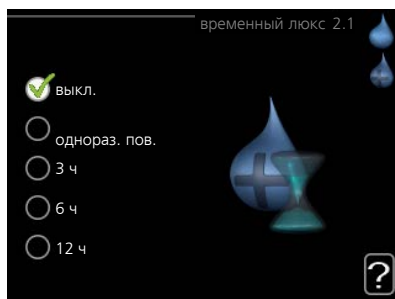 временный люкс 2.1
выкл.
однораз. пов.
3 ч
6 ч
12 ч
?